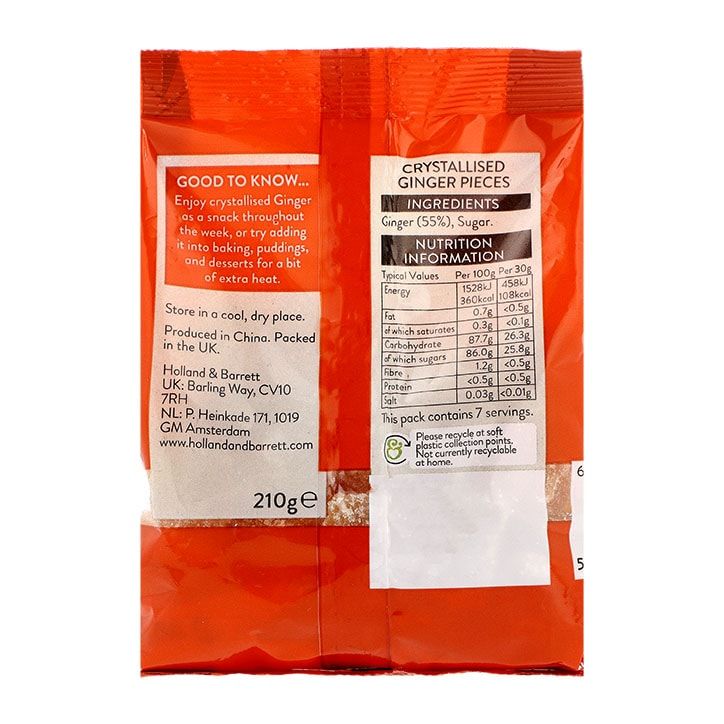 GOOD TO KNOW...
Enjoy crystallised Ginger
as a snack throughout
the week, or try adding
it into baking, puddings,
and desserts for a bit
of extra heat.
Store in a cool, dry place.
Produced in China. Packed
in the UK.
Holland & Barrett
UK: Barling Way, CV10
7RH
NL: P. Heinkade 171, 1019
GM Amsterdam
www.hollandandbarrett.com
210g℮
CRYSTALLISED
GINGER PIECES
INGREDIENTS
Ginger (55%), Sugar.
NUTRITION
INFORMATION
Typical Values Per 100g Per 30g
Energy 1528kJ 458kJ
360kcal 108kcal
Fat 0.7g <0.5g
of which saturates 0.3g <0.1g
Carbohydrate 87.7g 26.3g
of which sugars 86.0g 25.8g
Fibre 1.2g <0.5g
Protein <0.5g <0.5g
Salt 0.03g <0.01g
This pack contains 7 servings.
Please recycle at soft
plastic collection points.
Not currently recyclable
at home.
6
5